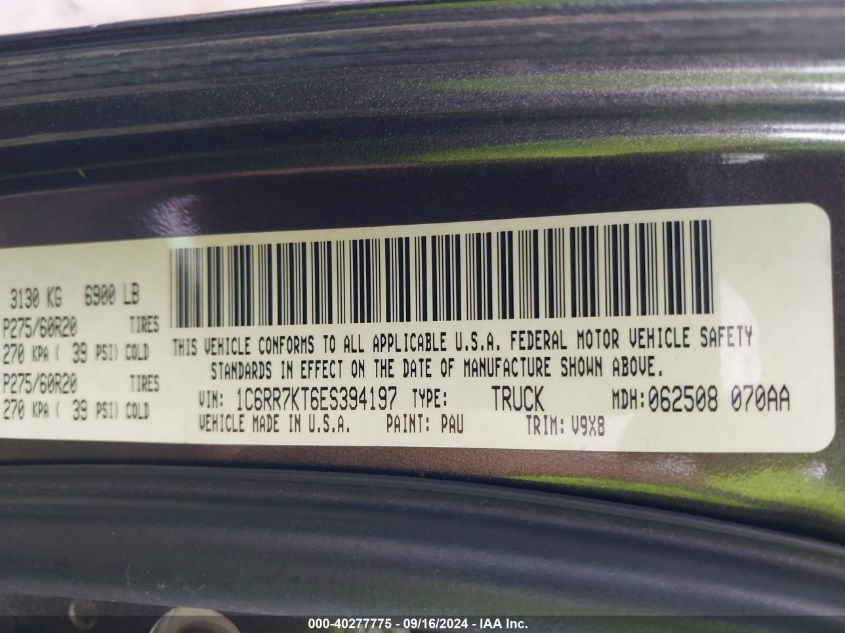 3130 KG 6900 LB
P275/60R20 TIRES
270 KPA ( 39 PSI) COLD
P275/60R20 TIRES
270 KPA ( 39 PSI) COLD
THIS VEHICLE CONFORMS TO ALL APPLICABLE U.S.A. FEDERAL MOTOR VEHICLE SAFETY
STANDARDS IN EFFECT ON THE DATE OF MANUFACTURE SHOWN ABOVE.
VIN: 1C6RR7KT6ES394197 TYPE: TRUCK MDH: 062508 070AA
VEHICLE MADE IN U.S.A. PAINT: PAU TRIM: V9X8
000-40277775 - 09/16/2024 - IAA Inc.